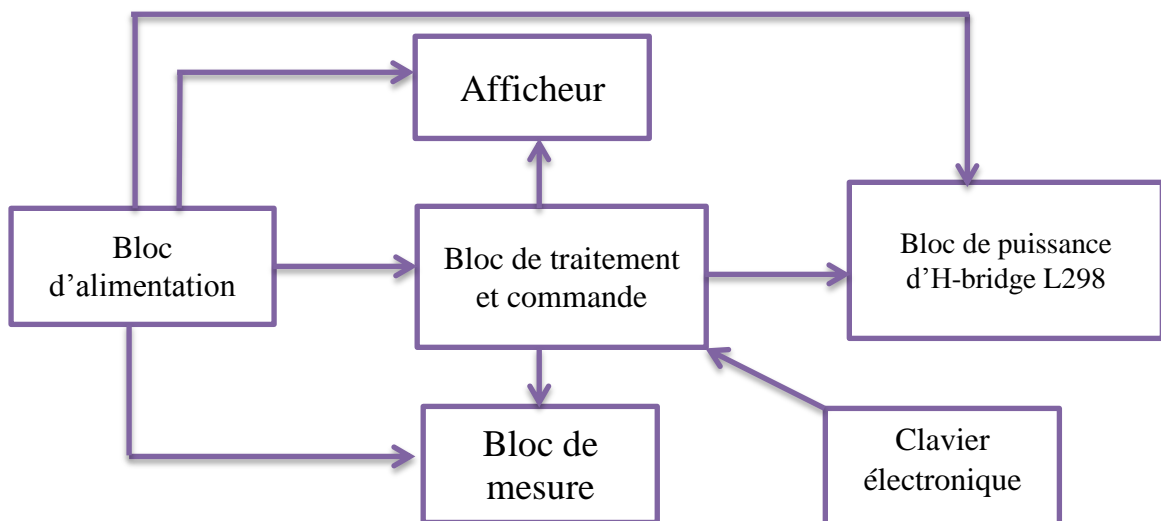 Afficheur
Bloc
d’alimentation
Bloc de traitement
et commande
Bloc de puissance
d’H-bridge L298
Bloc de
mesure
Clavier
électronique